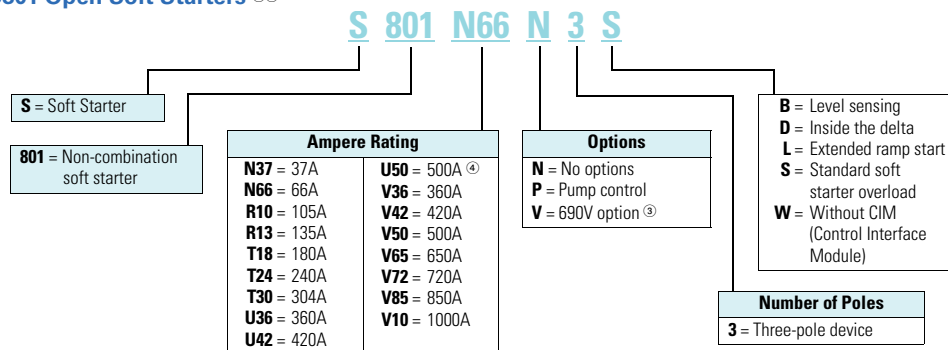 S801 Open Soft Starters
S 801 N66 N 3 S
S = Soft Starter
801 = Non-combination
soft starter
Ampere Rating
N37 = 37A
N66 = 66A
R10 = 105A
R13 = 135A
T18 = 180A
T24 = 240A
T30 = 304A
U36 = 360A
U42 = 420A
U50 = 500A ④
V36 = 360A
V42 = 420A
V50 = 500A
V65 = 650A
V72 = 720A
V85 = 850A
V10 = 1000A
Options
N = No options
P = Pump control
V = 690V option ③
Number of Poles
3 = Three-pole device
B = Level sensing
D = Inside the delta
L = Extended ramp start
S = Standard soft
starter overload
W = Without CIM
(Control Interface
Module)